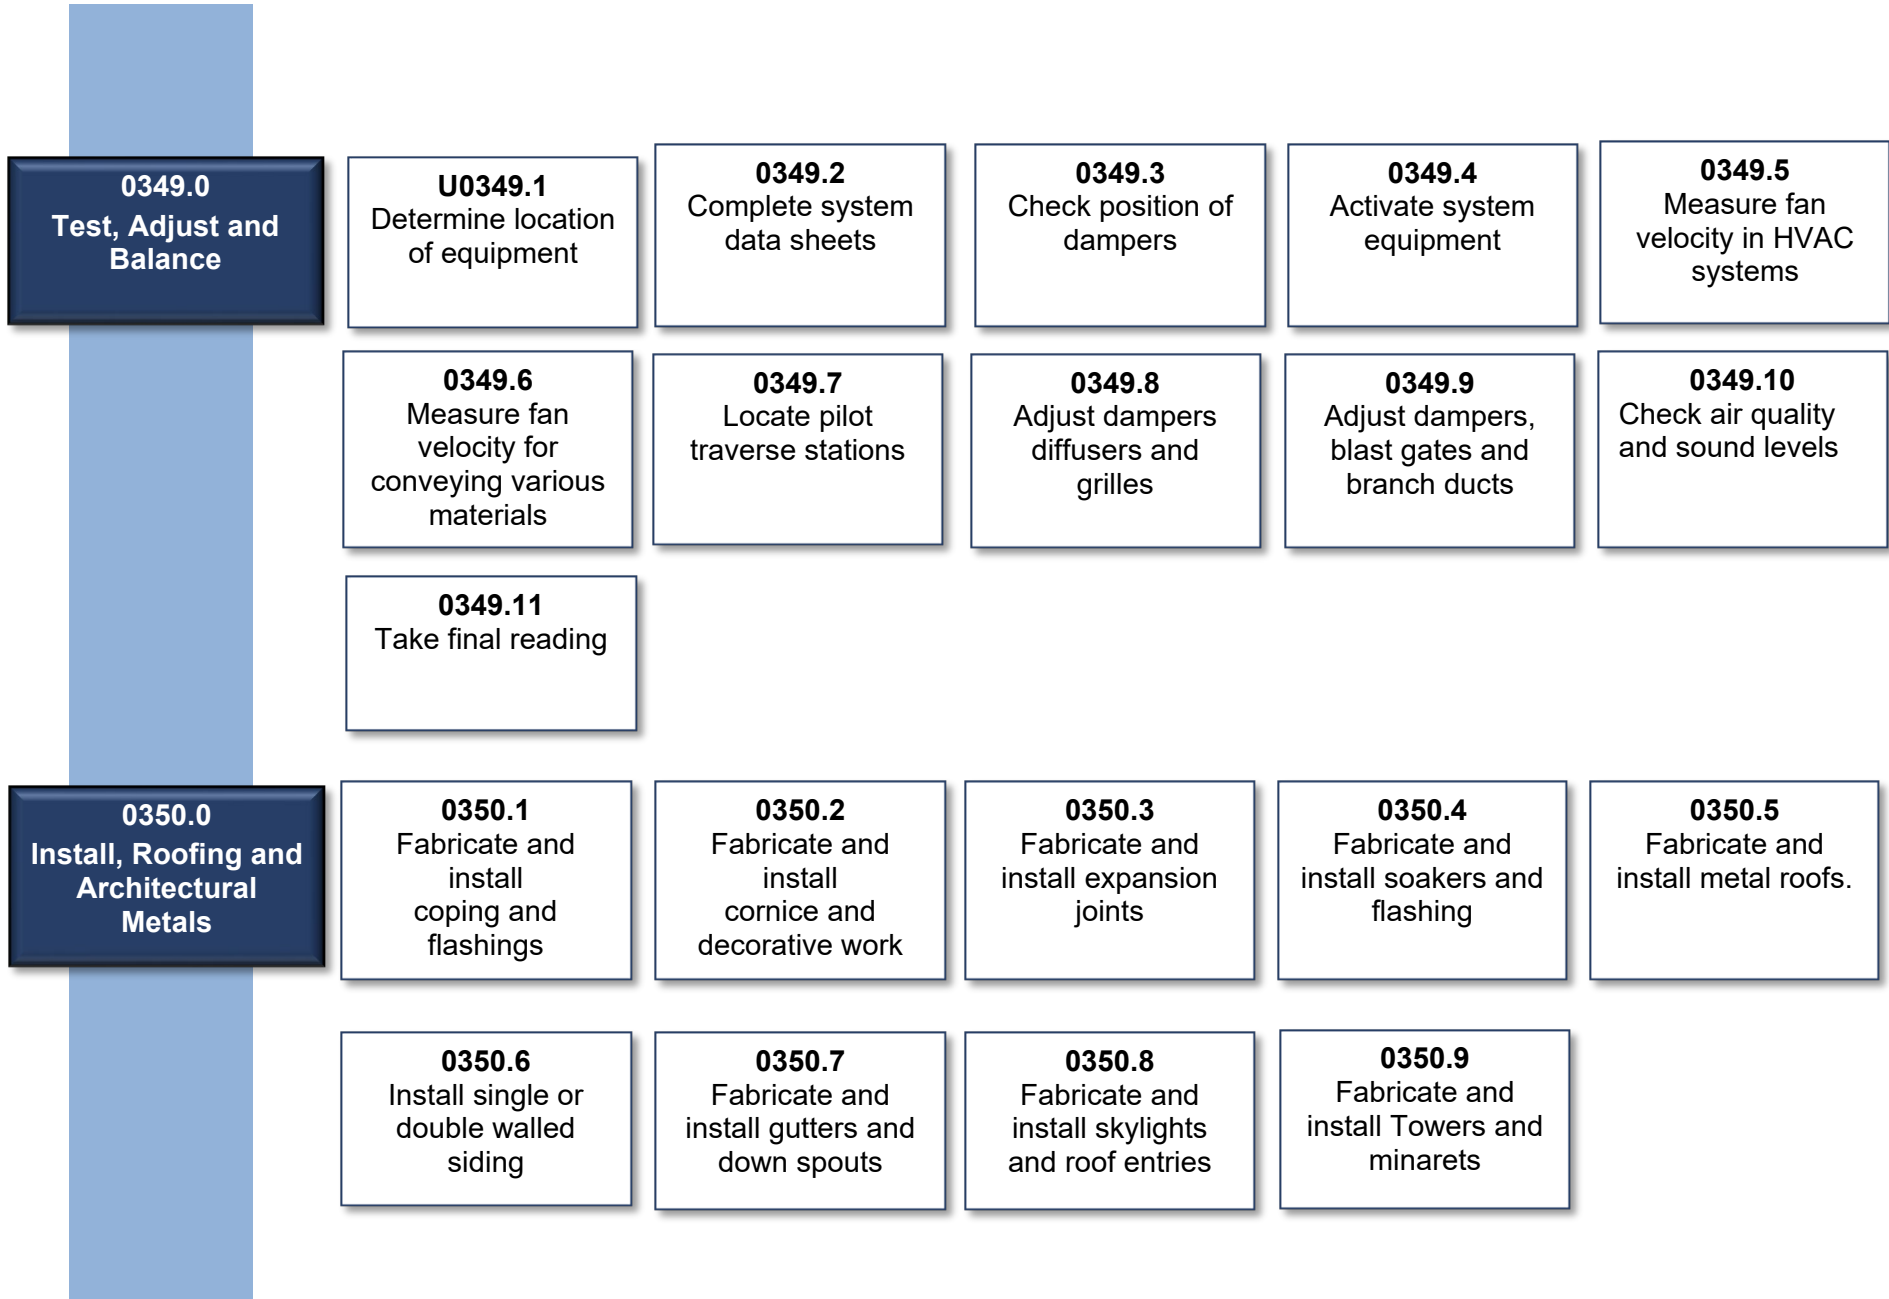 0349.0
Test, Adjust and
Balance
U0349.1
Determine location
of equipment
0349.2
Complete system
data sheets
0349.3
Check position of
dampers
0349.4
Activate system
equipment
0349.5
Measure fan
velocity in HVAC
systems
0349.6
Measure fan
velocity for
conveying various
materials
0349.7
Locate pilot
traverse stations
0349.8
Adjust dampers
diffusers and
grilles
0349.9
Adjust dampers,
blast gates and
branch ducts
0349.10
Check air quality
and sound levels
0349.11
Take final reading
0350.0
Install, Roofing and
Architectural
Metals
0350.1
Fabricate and
install
coping and
flashings
0350.2
Fabricate and
install
cornice and
decorative work
0350.3
Fabricate and
install expansion
joints
0350.4
Fabricate and
install soakers and
flashing
0350.5
Fabricate and
install metal roofs.
0350.6
Install single or
double walled
siding
0350.7
Fabricate and
install gutters and
down spouts
0350.8
Fabricate and
install skylights
and roof entries
0350.9
Fabricate and
install Towers and
minarets